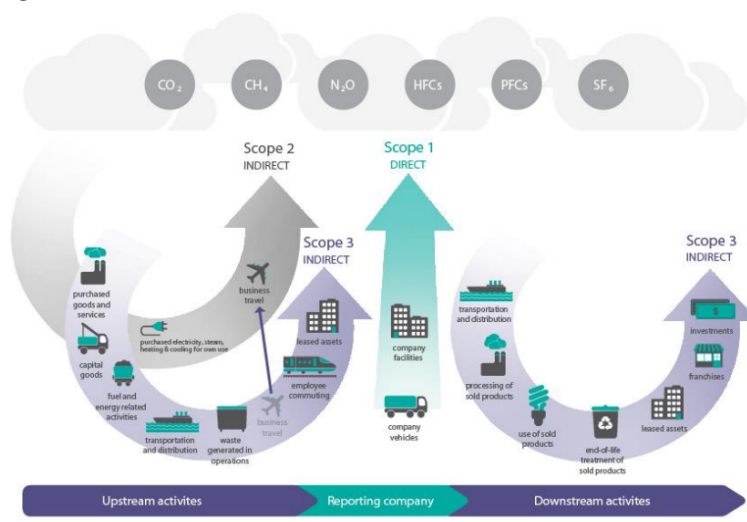 CO₂
CH₄
N₂O
HFCs
PFCs
SF₆
Scope 2
INDIRECT
Scope 1
DIRECT
Scope 3
INDIRECT
Scope 3
INDIRECT
purchased
goods and
services
capital
goods
fuel and
energy related
activities
purchased electricity, steam,
heating & cooling for own use
transportation
and distribution
waste
generated in
operations
business
travel
business
travel
employee
commuting
leased assets
company
facilities
company
vehicles
transportation
and distribution
processing of
sold products
use of sold
products
end-of-life
treatment of
sold products
leased assets
franchises
investments
Upstream activites
Reporting company
Downstream activites